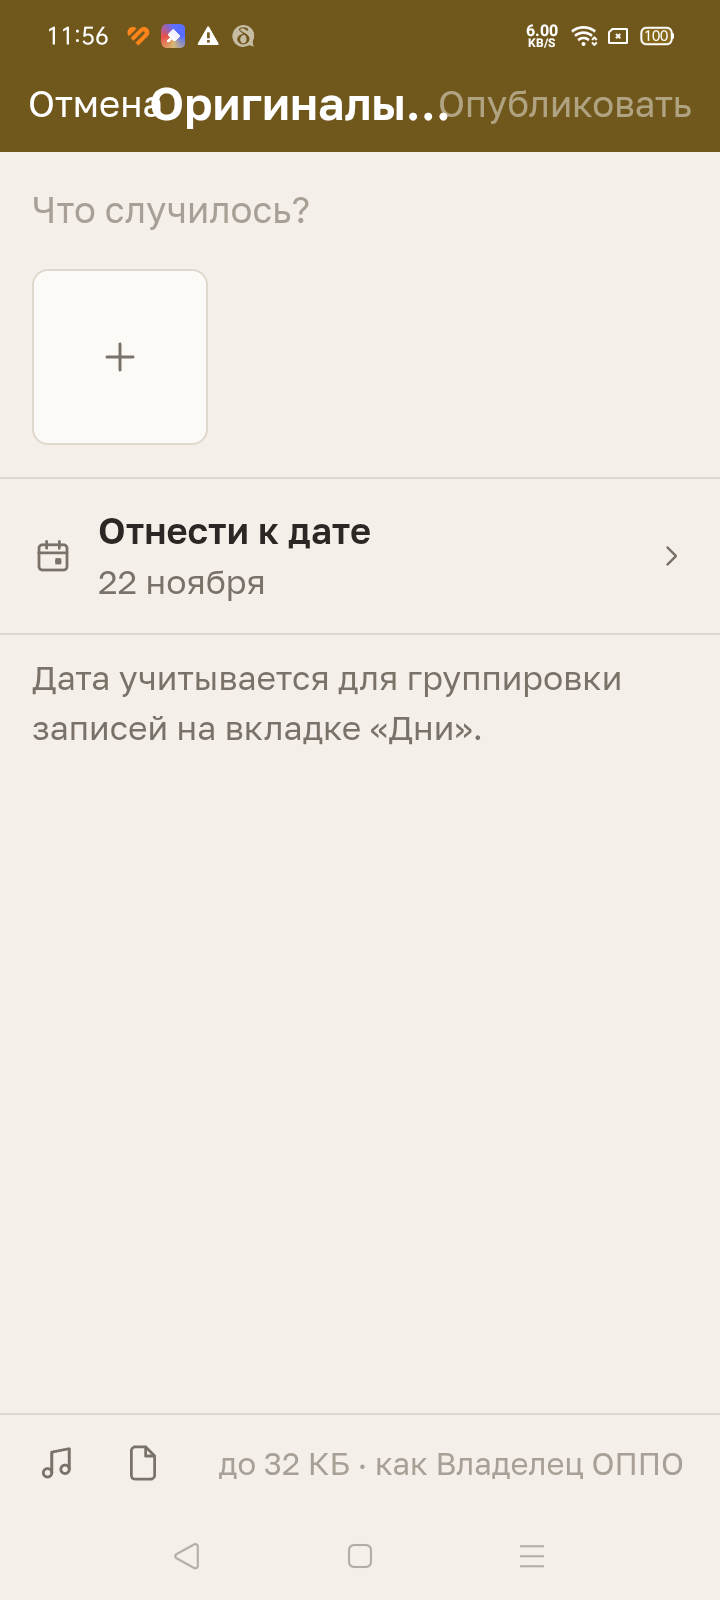 11:56
6.00
KB/S
100
Отмена
Оригиналы...
Опубликовать
Что случилось?
Отнести к дате
22 ноября
Дата учитывается для группировки
записей на вкладке «Дни».
до 32 КБ · как Владелец ОППО